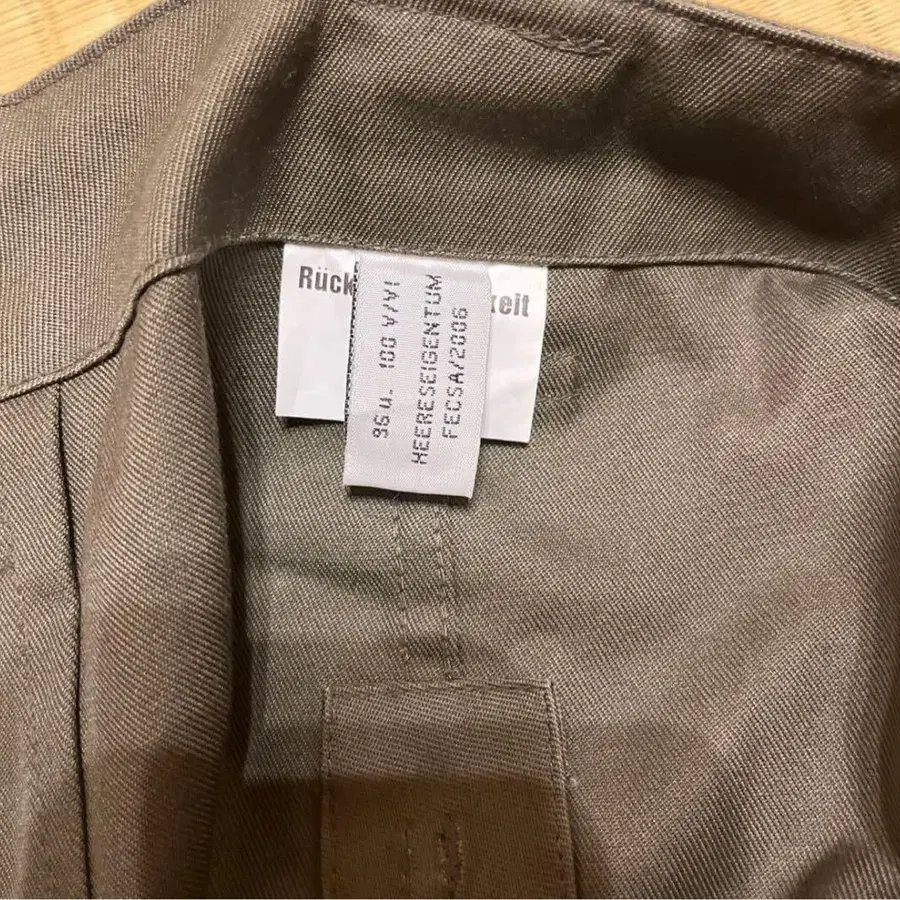 Rück
keit
96 u. 100 V/VI
HEERESEIGENTUM
FECSA/2006